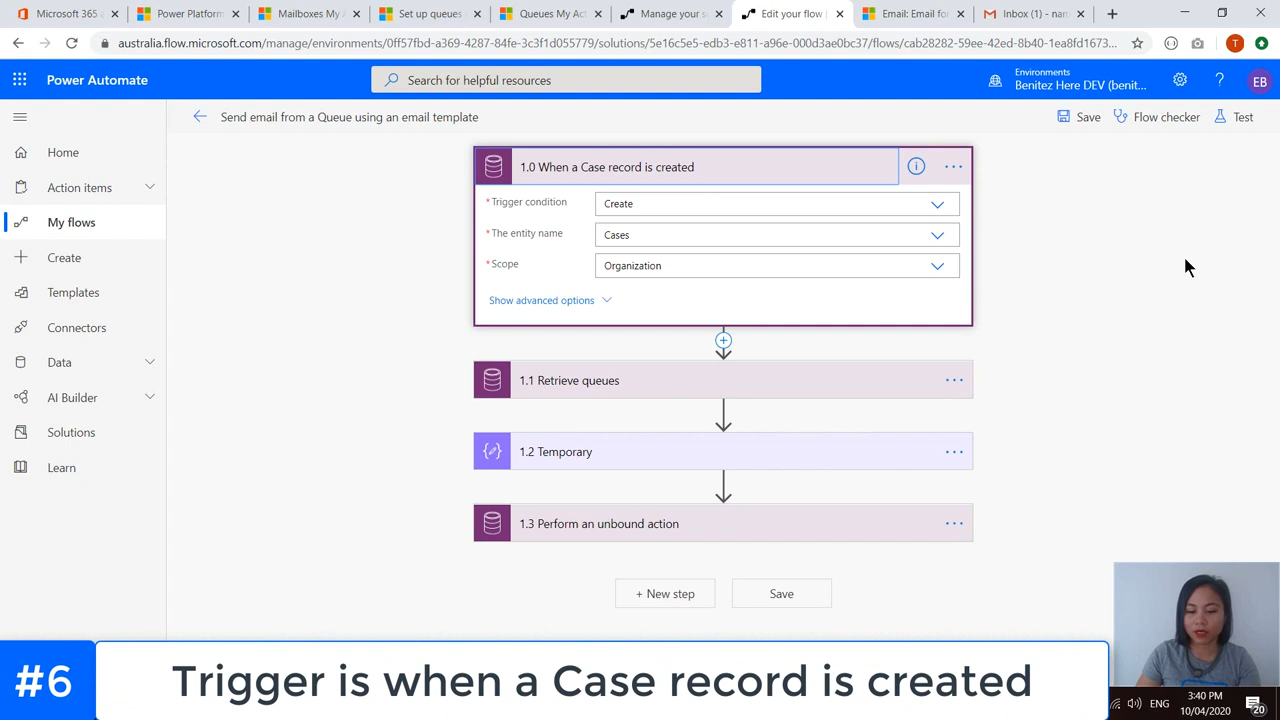 Microsoft 365 a
Power Platform
Mailboxes My A
Set up queues
Queues My Act
Manage your s
Edit your flow
Email: Email for
Inbox (1) - nam
australia.flow.microsoft.com/manage/environments/0ff57fbd-a369-4287-84fe-3c3f1d055779/solutions/5e16c5e5-edb3-e811-a96e-000d3ae0bc37/flows/cab28282-59ee-42ed-8b40-1ea8fd1673...
T
Power Automate
Search for helpful resources
Environments
Benitez Here DEV (benit...
?
EB
Send email from a Queue using an email template
Save
Flow checker
Test
Home
Action items
My flows
Create
Templates
Connectors
Data
AI Builder
Solutions
Learn
1.0 When a Case record is created
*Trigger condition
Create
*The entity name
Cases
*Scope
Organization
Show advanced options
1.1 Retrieve queues
1.2 Temporary
1.3 Perform an unbound action
+ New step
Save
#6
Trigger is when a Case record is created
ENG
3:40 PM
10/04/2020
20